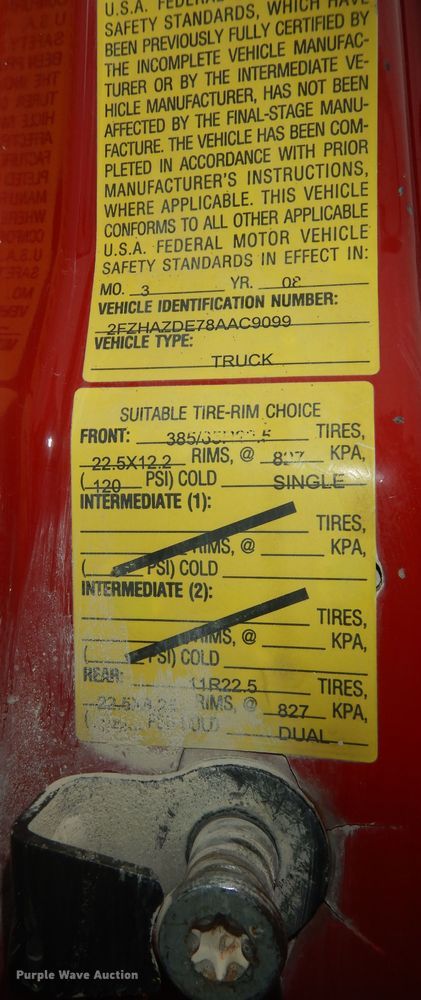 U.S.A. FEDERAL
SAFETY STANDARDS, WHICH HAVE
BEEN PREVIOUSLY FULLY CERTIFIED BY
THE INCOMPLETE VEHICLE MANUFAC-
TURER OR BY THE INTERMEDIATE VE-
HICLE MANUFACTURER, HAS NOT BEEN
AFFECTED BY THE FINAL-STAGE MANU-
FACTURE. THE VEHICLE HAS BEEN COM-
PLETED IN ACCORDANCE WITH PRIOR
MANUFACTURER'S INSTRUCTIONS,
WHERE APPLICABLE. THIS VEHICLE
CONFORMS TO ALL OTHER APPLICABLE
U.S.A. FEDERAL MOTOR VEHICLE
SAFETY STANDARDS IN EFFECT IN:
MO. 3 YR. 08
VEHICLE IDENTIFICATION NUMBER:
2FZHAZDE78AAC9099
VEHICLE TYPE:
TRUCK
SUITABLE TIRE-RIM CHOICE
FRONT: TIRES,
22.5X12.2 RIMS, @ 827 KPA,
(120 PSI) COLD SINGLE
INTERMEDIATE (1):
TIRES,
RIMS, @ KPA,
( PSI) COLD
INTERMEDIATE (2):
TIRES,
RIMS, @ KPA,
( PSI) COLD
REAR: 11R22.5 TIRES,
RIMS, @ 827 KPA,
DUAL
Purple Wave Auction